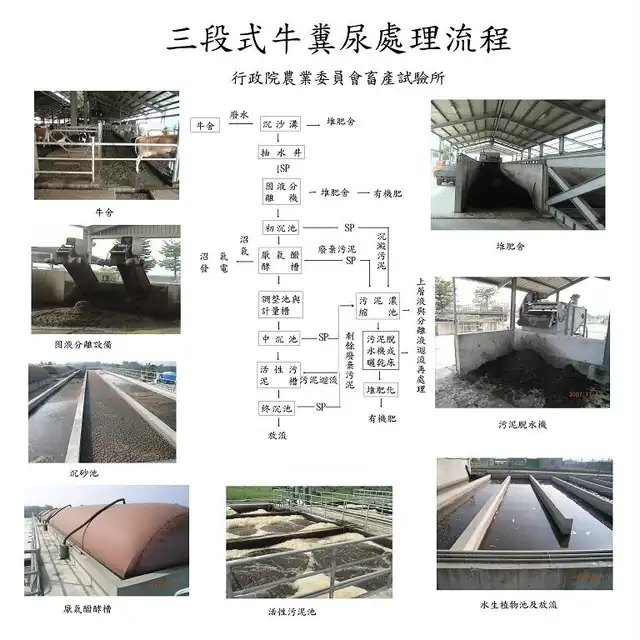 三段式牛糞尿處理流程
行政院農業委員會畜產試驗所
牛舍
廢水
沉沙溝
堆肥舍
抽水井
SP
固液分
離機
堆肥舍
有機肥
初沉池
SP
沉澱污泥
沼氣
沼氣
發電
厭氣醱
酵槽
廢棄污泥
SP
調整池與
計量槽
污泥濃
縮池
上層液與分離液迴流再處理
中沉池
SP
剩餘廢棄污泥
污泥脫
水機或
曬乾床
活性污
泥槽
污泥迴流
堆肥化
終沉池
SP
有機肥
放流
牛舍
固液分離設備
沉砂池
厭氣醱酵槽
活性污泥池
堆肥舍
污泥脫水機
水生植物池及放流